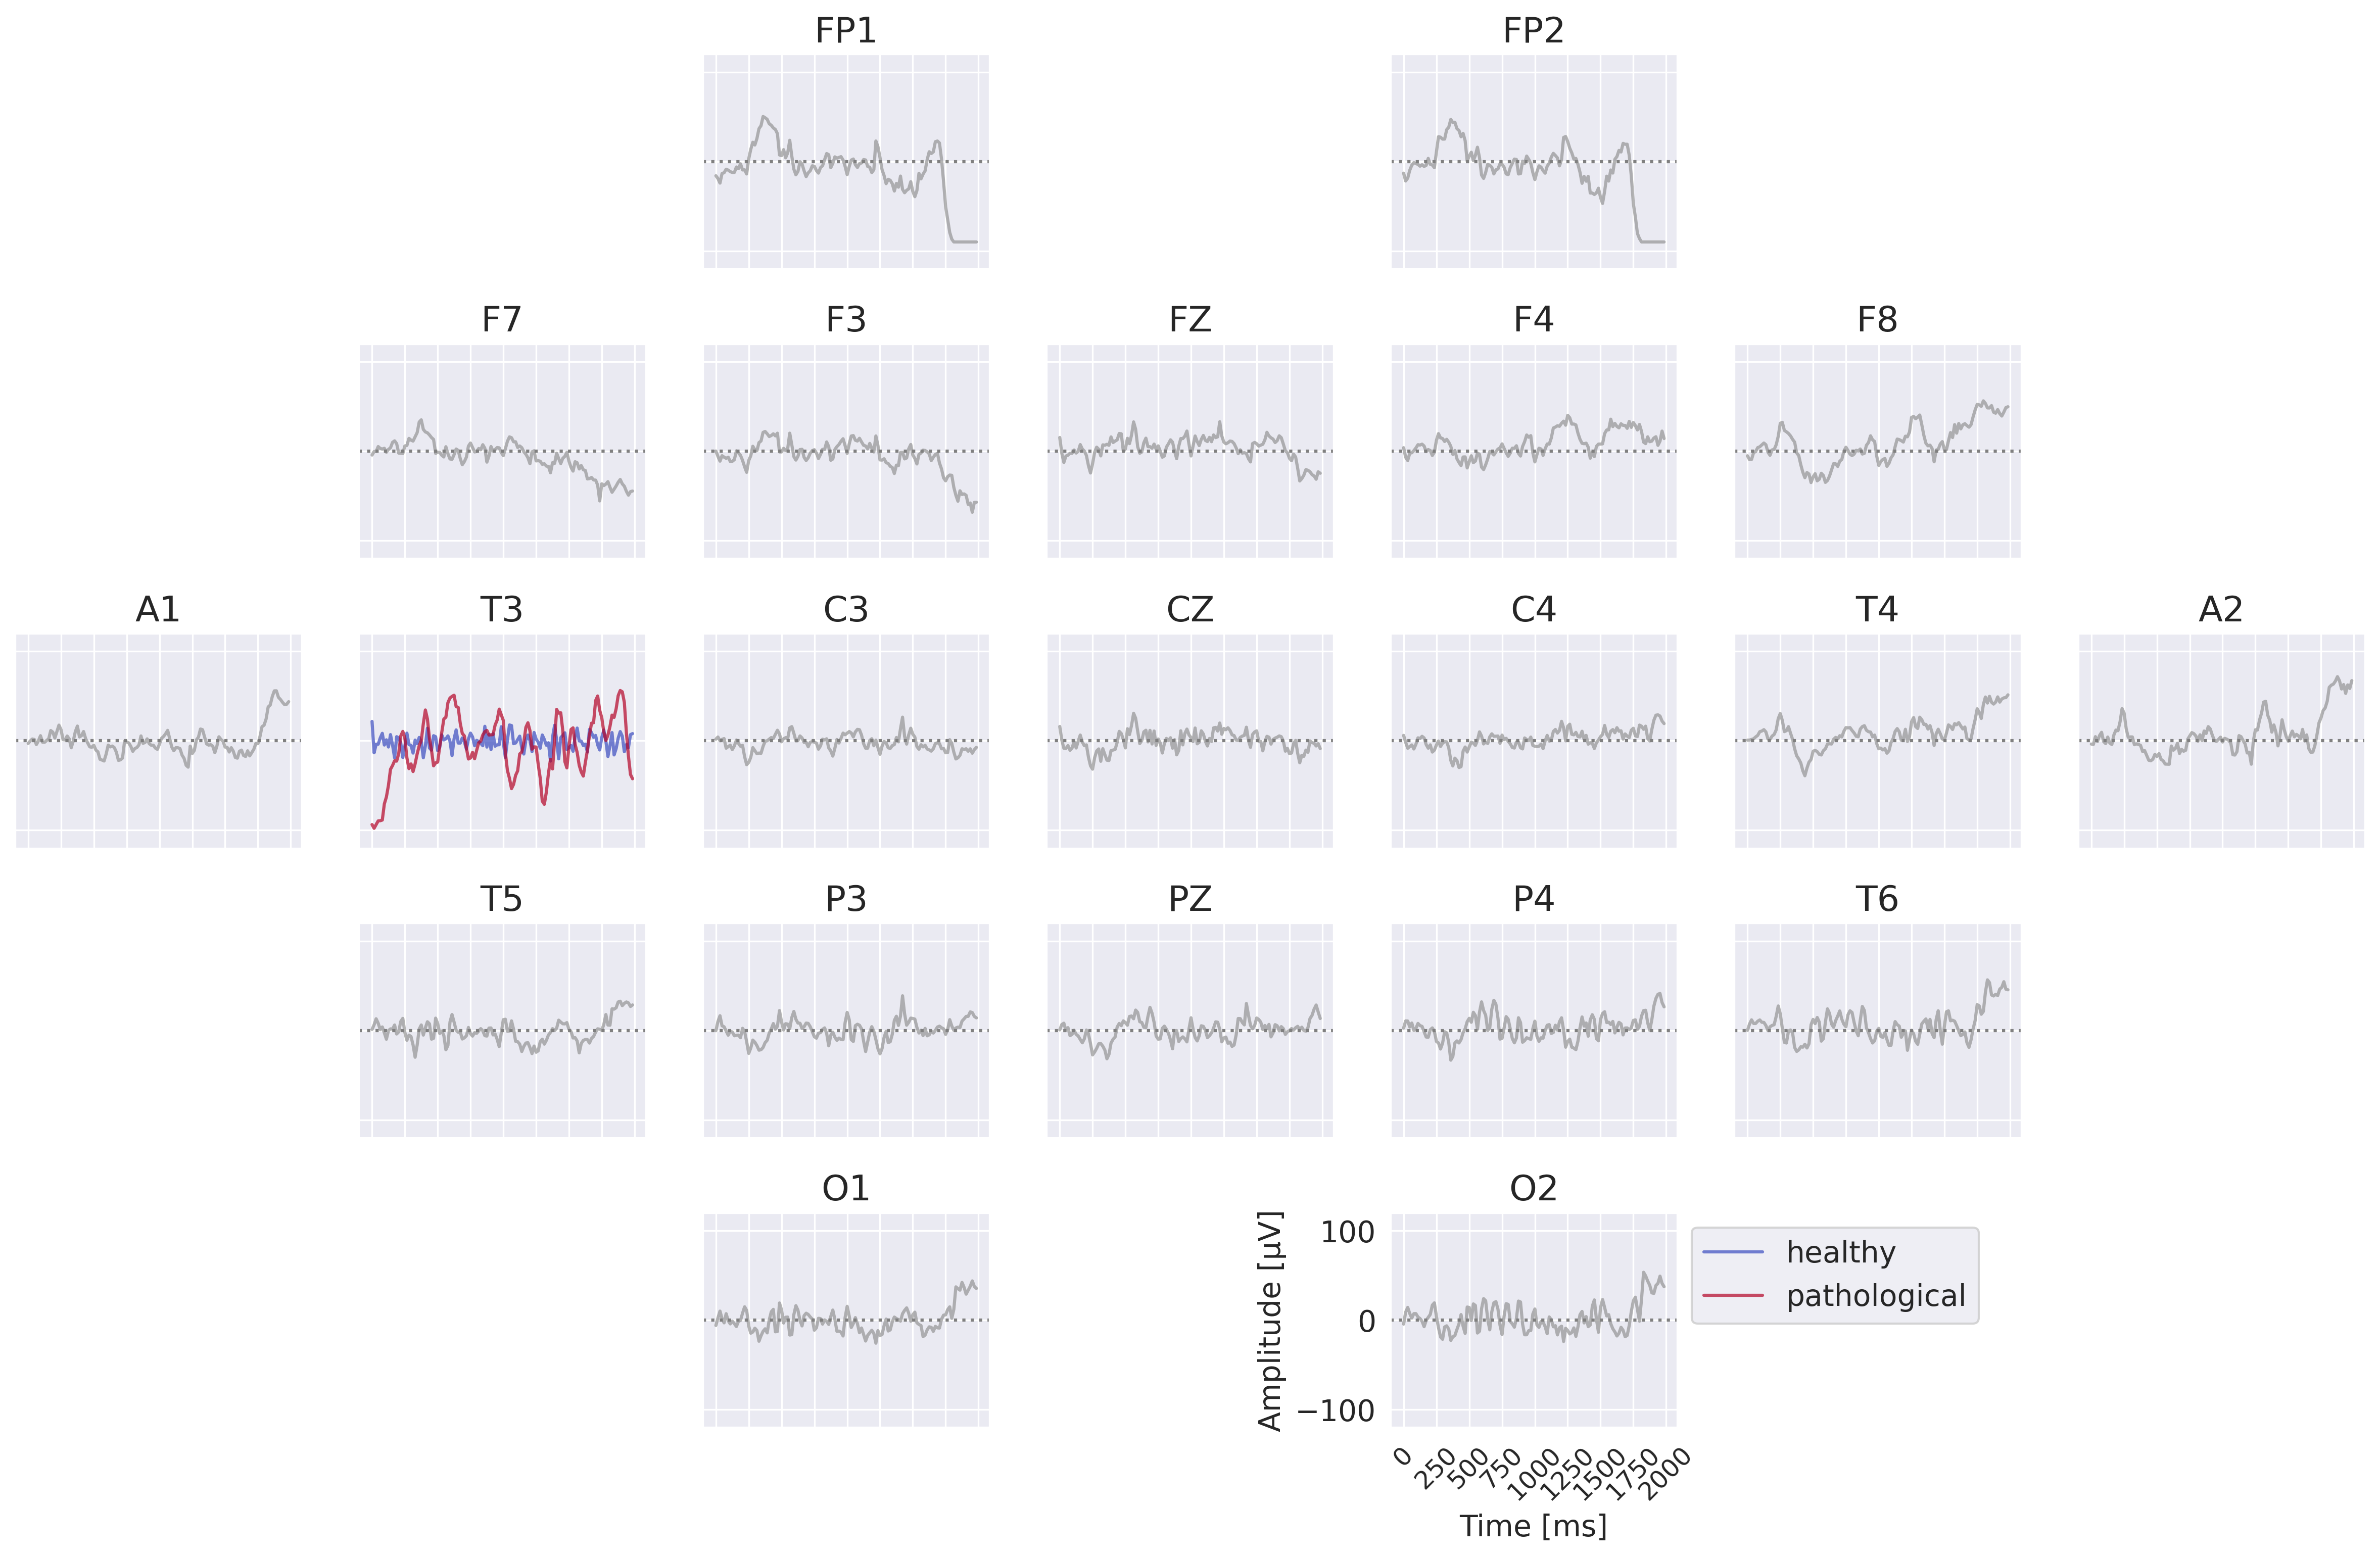 FP1
FP2
F7
F3
FZ
F4
F8
A1
T3
C3
CZ
C4
T4
A2
T5
P3
PZ
P4
T6
O1
O2
Amplitude [µV]
100
0
−100
healthy
pathological
0
250
500
750
1000
1250
1500
1750
2000
Time [ms]